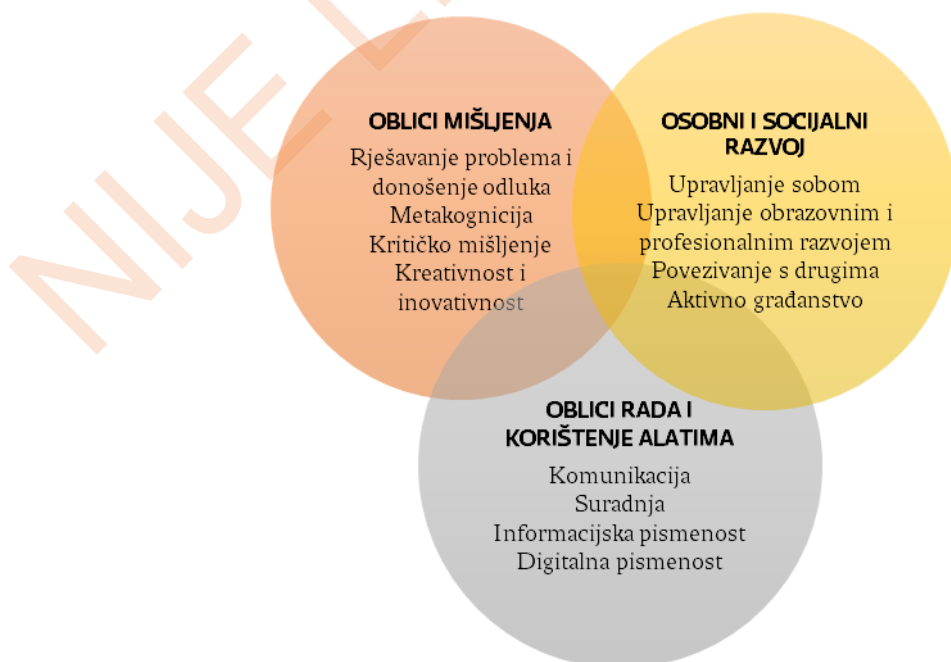 NIJE L
OBLICI MIŠLJENJA
Rješavanje problema i
donošenje odluka
Metakognicija
Kritičko mišljenje
Kreativnost i
inovativnost
OSOBNI I SOCIJALNI
RAZVOJ
Upravljanje sobom
Upravljanje obrazovnim i
profesionalnim razvojem
Povezivanje s drugima
Aktivno građanstvo
OBLICI RADA I
KORIŠTENJE ALATIMA
Komunikacija
Suradnja
Informacijska pismenost
Digitalna pismenost